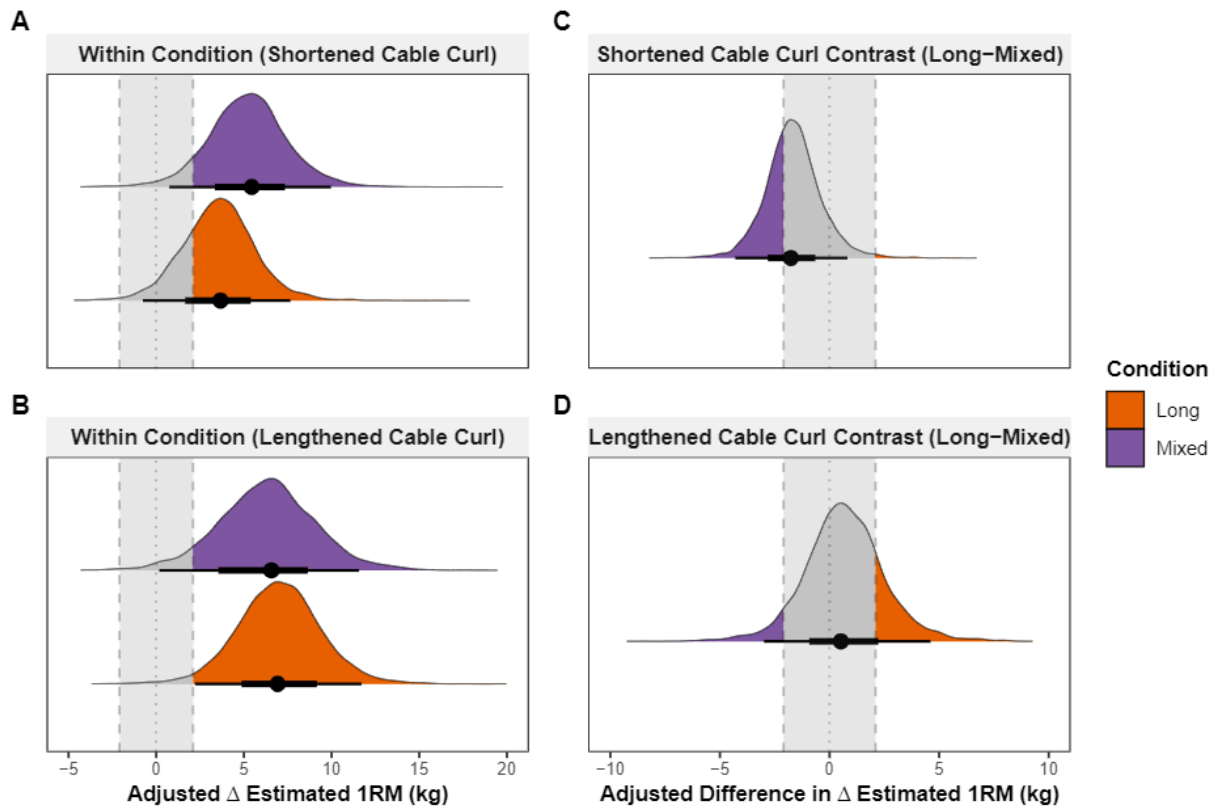 A
Within Condition (Shortened Cable Curl)
C
Shortened Cable Curl Contrast (Long−Mixed)
B
Within Condition (Lengthened Cable Curl)
−5 0 5 10 15 20
Adjusted Δ Estimated 1RM (kg)
D
Lengthened Cable Curl Contrast (Long−Mixed)
−10 −5 0 5 10
Adjusted Difference in Δ Estimated 1RM (kg)
Condition
Long
Mixed